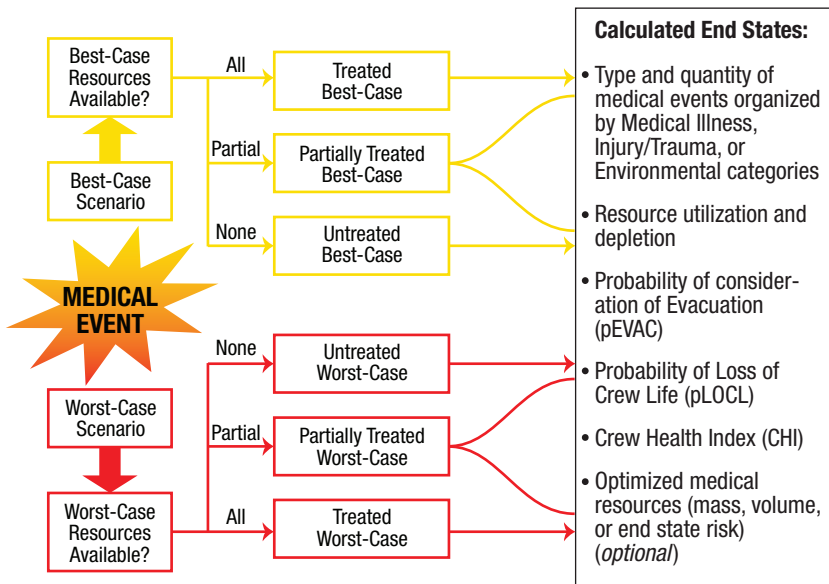 Best-Case
Resources
Available?
Best-Case
Scenario
All
Partial
None
Treated
Best-Case
Partially Treated
Best-Case
Untreated
Best-Case
MEDICAL
EVENT
Worst-Case
Scenario
Worst-Case
Resources
Available?
None
Partial
All
Untreated
Worst-Case
Partially Treated
Worst-Case
Treated
Worst-Case
Calculated End States:
• Type and quantity of
medical events organized
by Medical Illness,
Injury/Trauma, or
Environmental categories
• Resource utilization and
depletion
• Probability of consider-
ation of Evacuation
(pEVAC)
• Probability of Loss of
Crew Life (pLOCL)
• Crew Health Index (CHI)
• Optimized medical
resources (mass, volume,
or end state risk)
(optional)